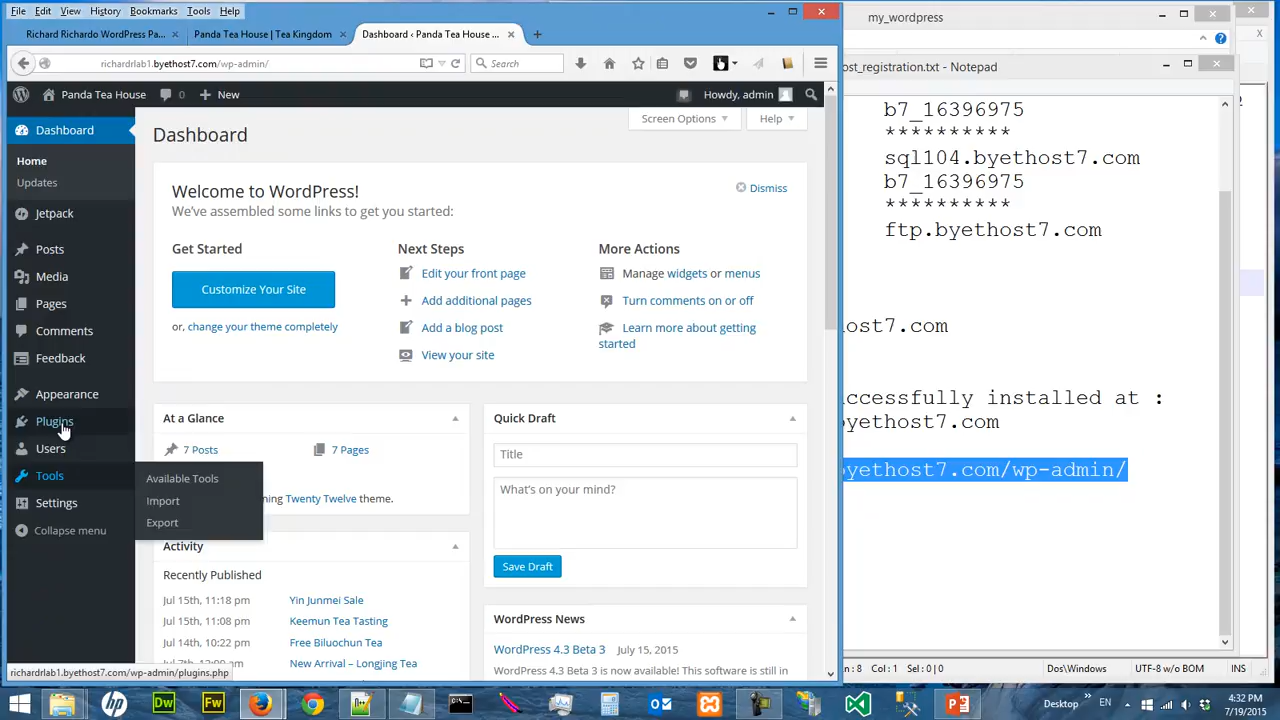 File Edit View History Bookmarks Tools Help
Richard Richardo WordPress Pa...
Panda Tea House | Tea Kingdom
Dashboard ‹ Panda Tea House ...
richardrlab1.byethost7.com/wp-admin/
Search
Panda Tea House
0
New
Howdy, admin
Dashboard
Home
Updates
Jetpack
Posts
Media
Pages
Comments
Feedback
Appearance
Plugins
Users
Tools
Settings
Collapse menu
Available Tools
Import
Export
Dashboard
Screen Options
Help
Welcome to WordPress!
Dismiss
We've assembled some links to get you started:
Get Started
Customize Your Site
or, change your theme completely
Next Steps
Edit your front page
Add additional pages
Add a blog post
View your site
More Actions
Manage widgets or menus
Turn comments on or off
Learn more about getting
started
At a Glance
7 Posts
7 Pages
ning Twenty Twelve theme.
Activity
Recently Published
Jul 15th, 11:18 pm Yin Junmei Sale
Jul 15th, 11:08 pm Keemun Tea Tasting
Jul 14th, 10:22 pm Free Biluochun Tea
New Arrival – Longjing Tea
Quick Draft
Title
What's on your mind?
Save Draft
WordPress News
WordPress 4.3 Beta 3 July 15, 2015
WordPress 4.3 Beta 3 is now available! This software is still in
richardrlab1.byethost7.com/wp-admin/plugins.php
my_wordpress
ost_registration.txt - Notepad
b7_16396975
**********
sql104.byethost7.com
b7_16396975
**********
ftp.byethost7.com
ost7.com
ccessfully installed at :
byethost7.com
byethost7.com/wp-admin/
Ln : 8 Col : 1 Sel : 0 | 0
Dos\Windows
UTF-8 w/o BOM
INS
Desktop
EN
4:32 PM
7/19/2015